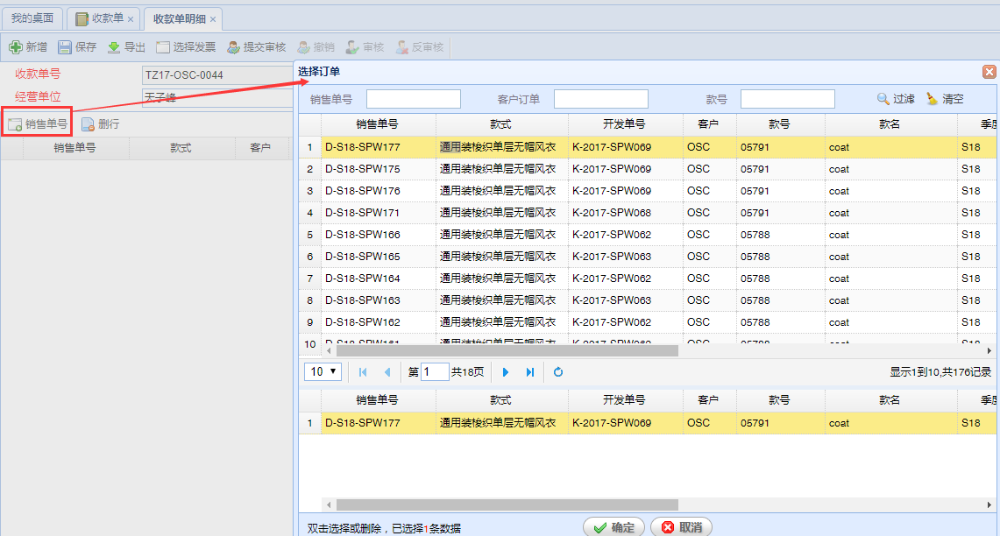 我的桌面 收款单 × 收款单明细 ×
新增 保存 导出 选择发票 提交审核 撤销 审核 反审核
收款单号 TZ17-OSC-0044
经营单位 天子峰
销售单号 删行
销售单号 款式 客户
选择订单
销售单号 客户订单 款号 过滤 清空
销售单号 款式 开发单号 客户 款号 款名
1 D-S18-SPW177 通用装梭织单层无帽风衣 K-2017-SPW069 OSC 05791 coat S18
2 D-S18-SPW175 通用装梭织单层无帽风衣 K-2017-SPW069 OSC 05791 coat S18
3 D-S18-SPW176 通用装梭织单层无帽风衣 K-2017-SPW069 OSC 05791 coat S18
4 D-S18-SPW171 通用装梭织单层无帽风衣 K-2017-SPW068 OSC 05791 coat S18
5 D-S18-SPW166 通用装梭织单层无帽风衣 K-2017-SPW062 OSC 05788 coat S18
6 D-S18-SPW165 通用装梭织单层无帽风衣 K-2017-SPW063 OSC 05788 coat S18
7 D-S18-SPW164 通用装梭织单层无帽风衣 K-2017-SPW062 OSC 05788 coat S18
8 D-S18-SPW163 通用装梭织单层无帽风衣 K-2017-SPW063 OSC 05788 coat S18
9 D-S18-SPW162 通用装梭织单层无帽风衣 K-2017-SPW062 OSC 05788 coat S18
10
10 第 1 共18页 显示1到10,共176记录
销售单号 款式 开发单号 客户 款号 款名
1 D-S18-SPW177 通用装梭织单层无帽风衣 K-2017-SPW069 OSC 05791 coat S18
双击选择或删除，已选择1条数据 确定 取消